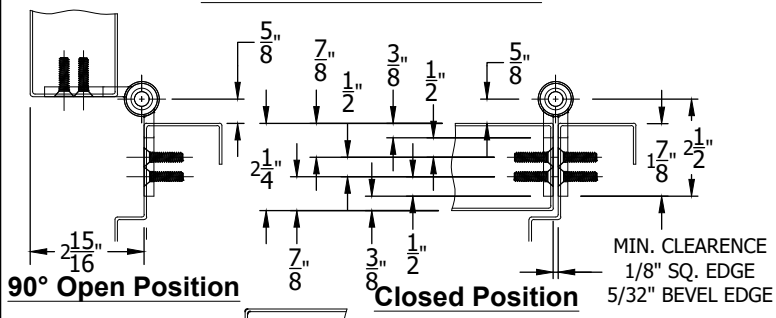 5/8"
7/8"
1/2"
3/8"
1/2"
5/8"
2 1/4"
1 7/8"
2 1/2"
2 15/16"
7/8"
3/8"
1/2"
MIN. CLEARENCE
1/8" SQ. EDGE
5/32" BEVEL EDGE
90° Open Position
Closed Position